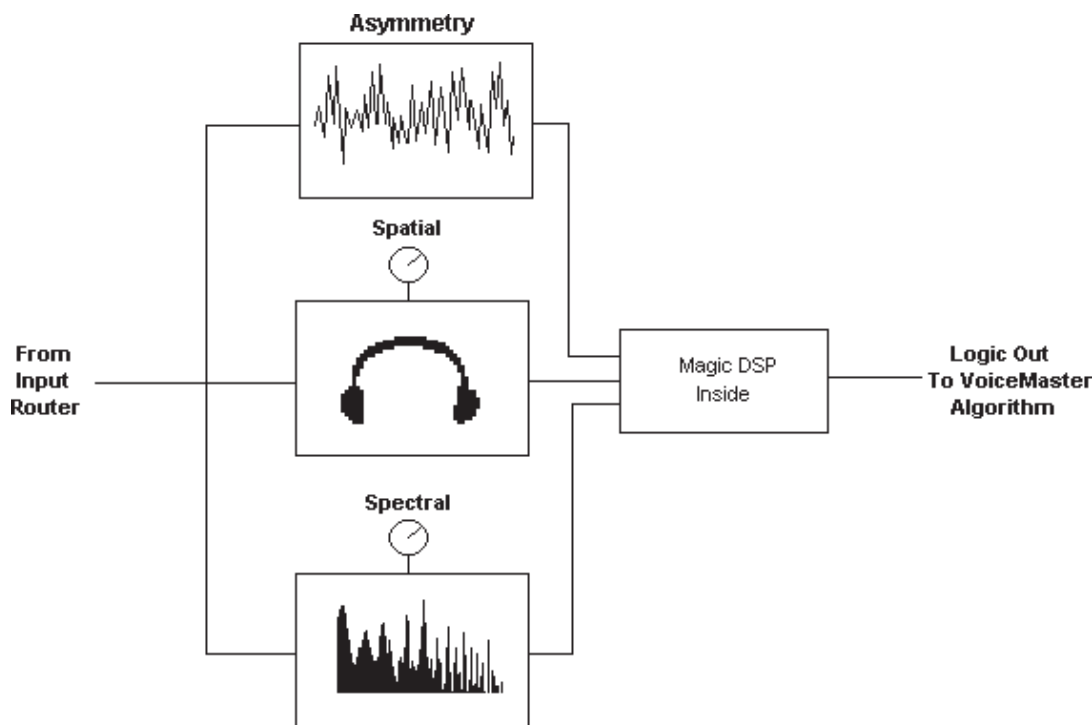 Asymmetry
Spatial
From
Input
Router
Magic DSP
Inside
Logic Out
To VoiceMaster
Algorithm
Spectral